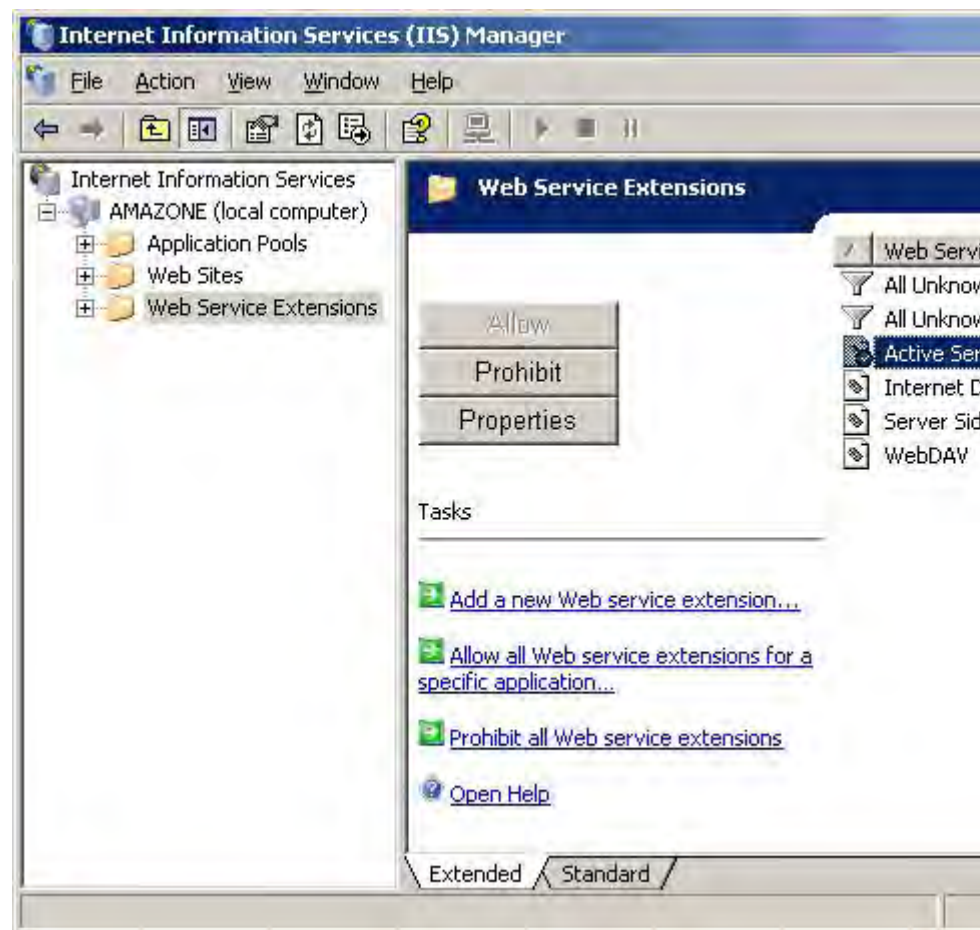 Internet Information Services (IIS) Manager
File Action View Window Help
Internet Information Services
AMAZONE (local computer)
Application Pools
Web Sites
Web Service Extensions
Web Service Extensions
Allow
Prohibit
Properties
Tasks
Add a new Web service extension...
Allow all Web service extensions for a
specific application...
Prohibit all Web service extensions
Open Help
Web Servi
All Unknow
All Unknow
Active Ser
Internet D
Server Sid
WebDAV
Extended Standard